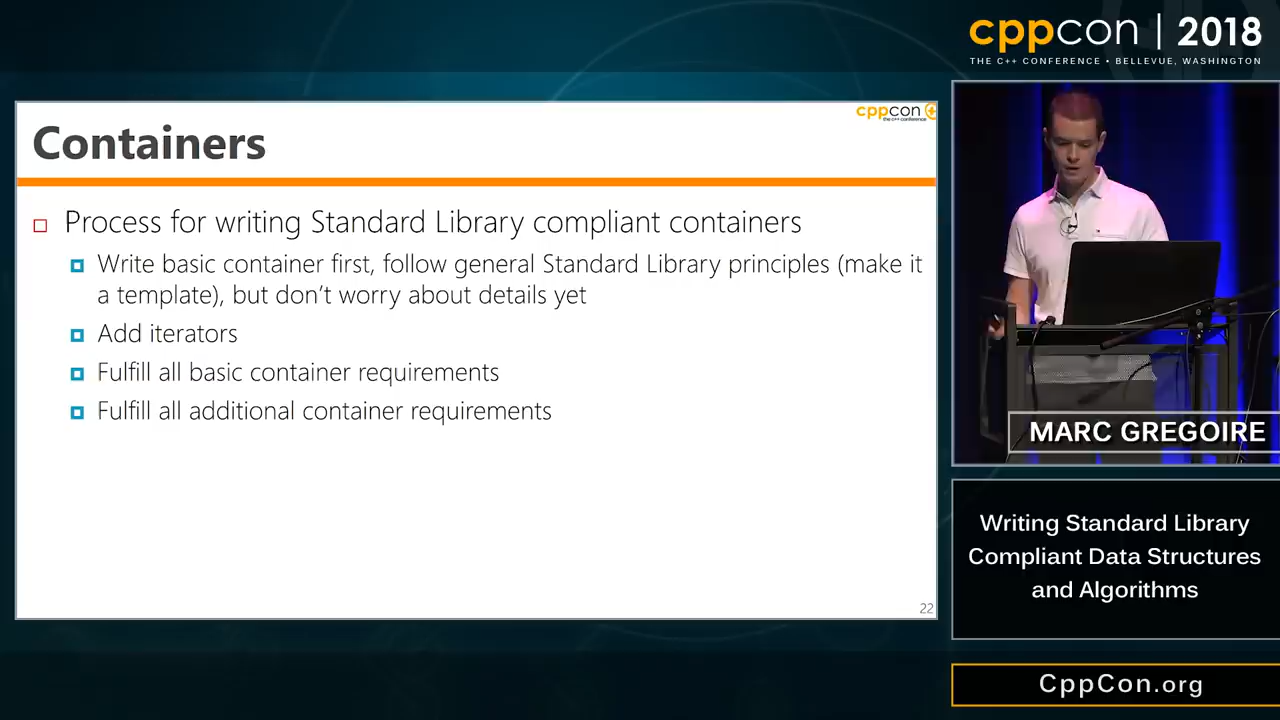 cppcon | 2018
THE C++ CONFERENCE • BELLEVUE, WASHINGTON
cppcon
the c++ conference
Containers
Process for writing Standard Library compliant containers
Write basic container first, follow general Standard Library principles (make it
a template), but don't worry about details yet
Add iterators
Fulfill all basic container requirements
Fulfill all additional container requirements
22
MARC GREGOIRE
Writing Standard Library
Compliant Data Structures
and Algorithms
CppCon.org